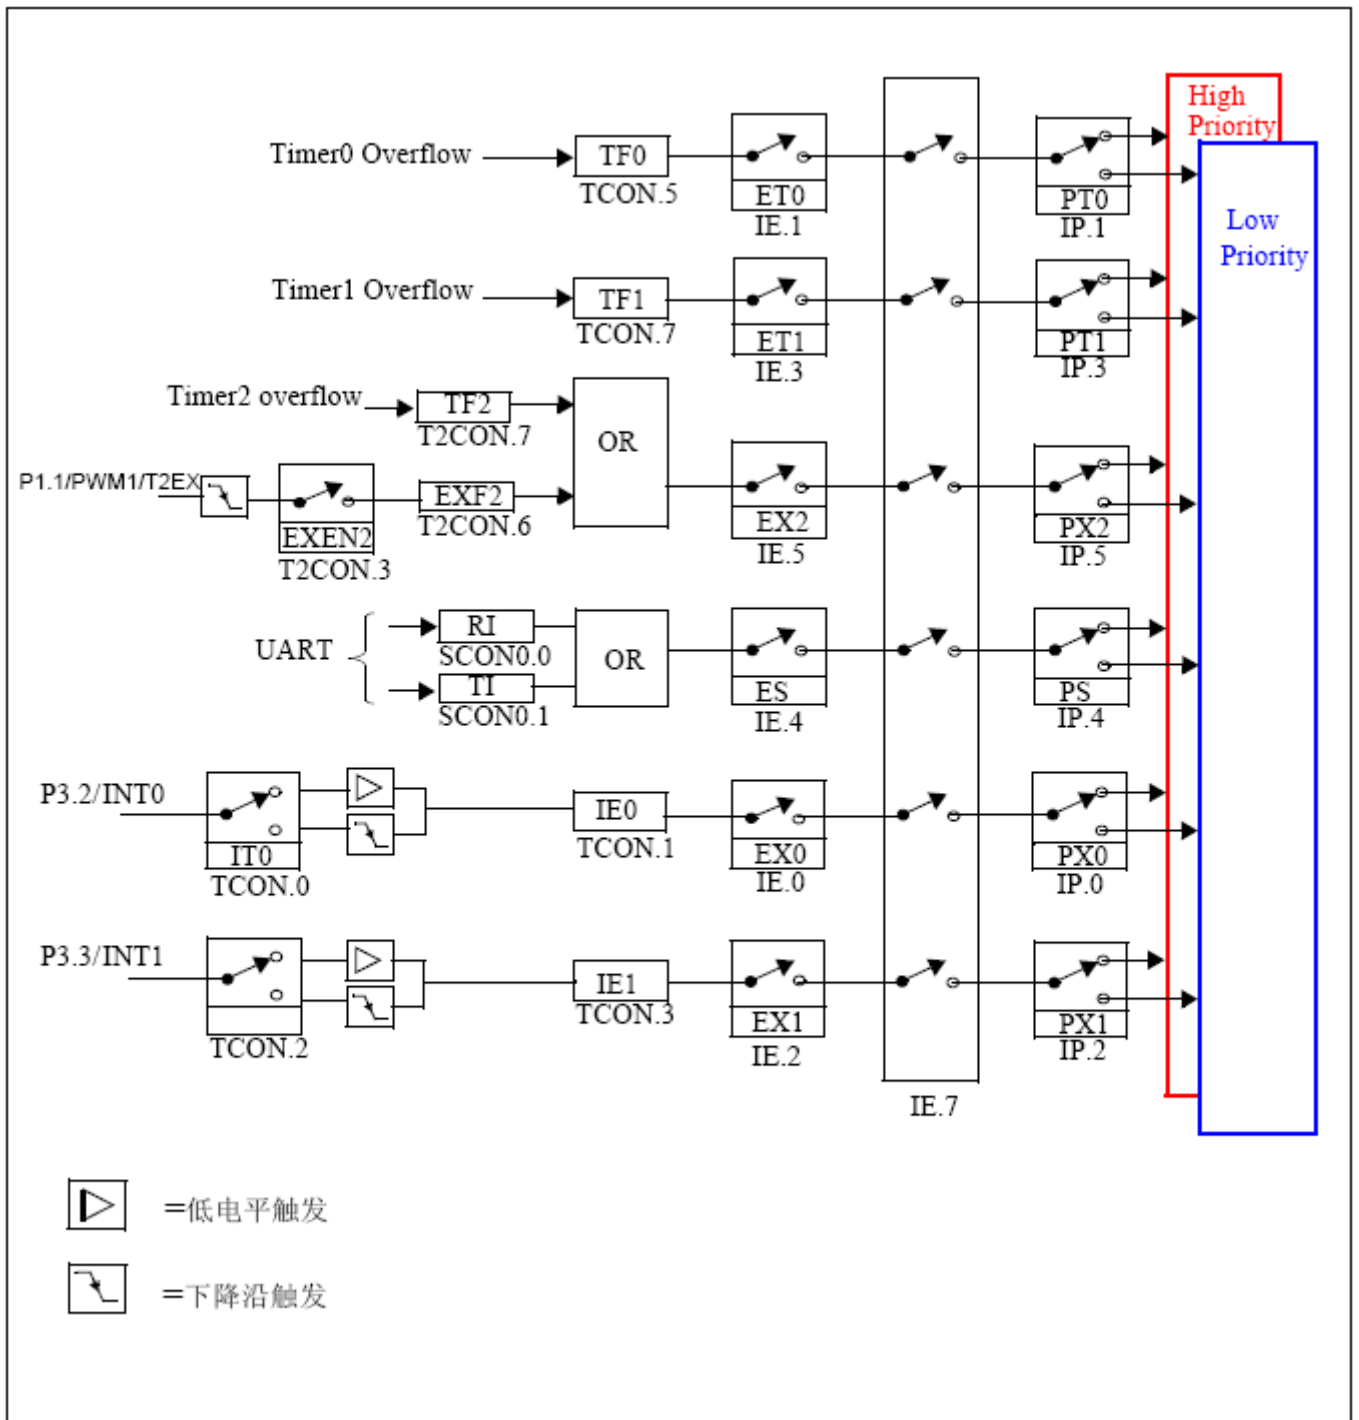 High
Priority
Low
Priority
Timer0 Overflow
TF0
TCON.5
ET0
IE.1
PT0
IP.1
Timer1 Overflow
TF1
TCON.7
ET1
IE.3
PT1
IP.3
Timer2 overflow
TF2
T2CON.7
OR
P1.1/PWM1/T2EX
EXEN2
T2CON.3
EXF2
T2CON.6
EX2
IE.5
PX2
IP.5
UART
RI
SCON0.0
TI
SCON0.1
OR
ES
IE.4
PS
IP.4
P3.2/INT0
IT0
TCON.0
IE0
TCON.1
EX0
IE.0
PX0
IP.0
P3.3/INT1
TCON.2
IE1
TCON.3
EX1
IE.2
PX1
IP.2
IE.7
=低电平触发
=下降沿触发